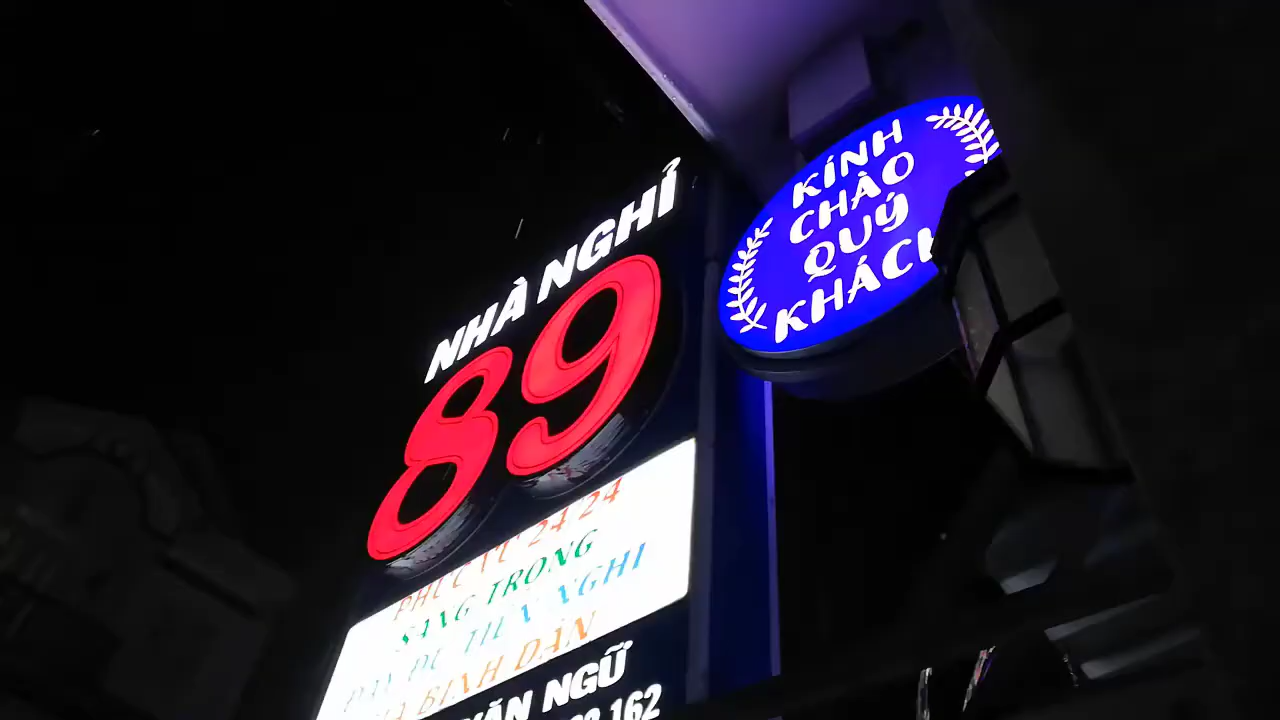 NHÀ NGHỈ
89
PHỤC VỤ 24 24
SANG TRỌNG
ĐẦY ĐỦ TIỆN NGHI
GIÁ BÌNH DÂN
VĂN NGỮ
162
KÍNH
CHÀO
QUÝ
KHÁCH